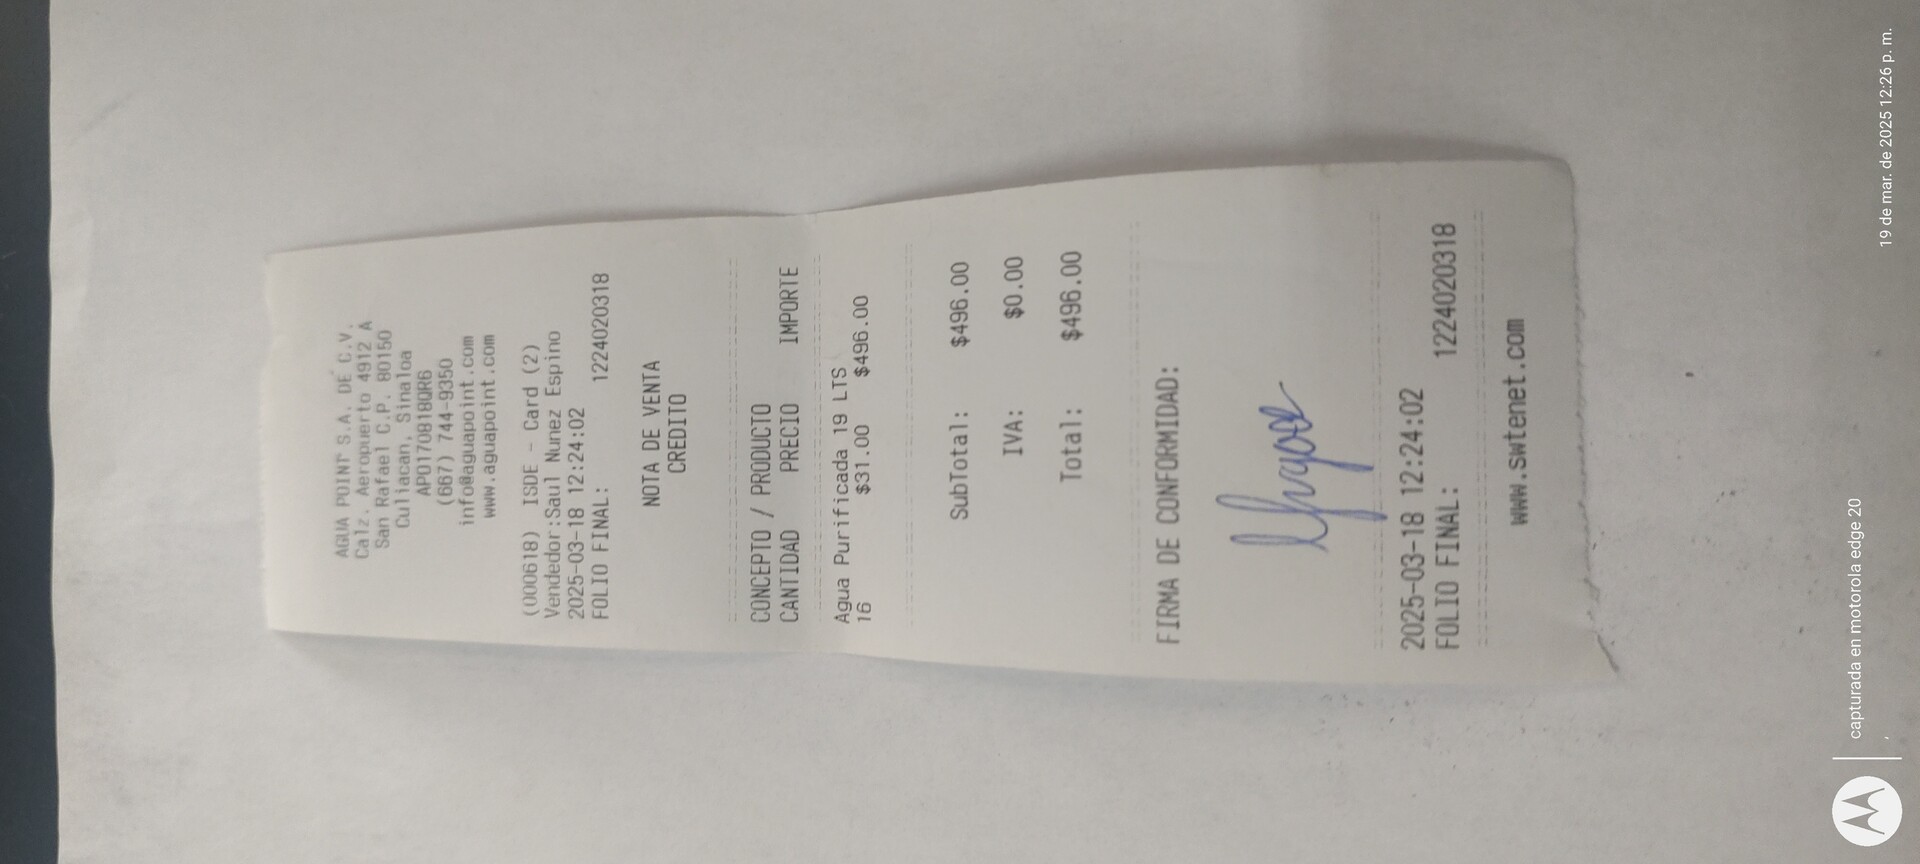 AGUA POINT S.A. DE C.V.
Calz. Aeropuerto 4912 A
San Rafael C.P. 80150
Culiacan, Sinaloa
APO170818QR6
(667) 744-9350
info@aguapoint.com
www.aguapoint.com
(000618) ISDE - Card (2)
Vendedor:Saul Nunez Espino
2025-03-18 12:24:02
FOLIO FINAL: 1224020318
NOTA DE VENTA
CREDITO
CONCEPTO / PRODUCTO
CANTIDAD PRECIO IMPORTE
Agua Purificada 19 LTS
16 $31.00 $496.00
SubTotal: $496.00
IVA: $0.00
Total: $496.00
FIRMA DE CONFORMIDAD:
2025-03-18 12:24:02
FOLIO FINAL: 1224020318
www.swtenet.com
capturada en motorola edge 20
19 de mar. de 2025 12:26 p. m.